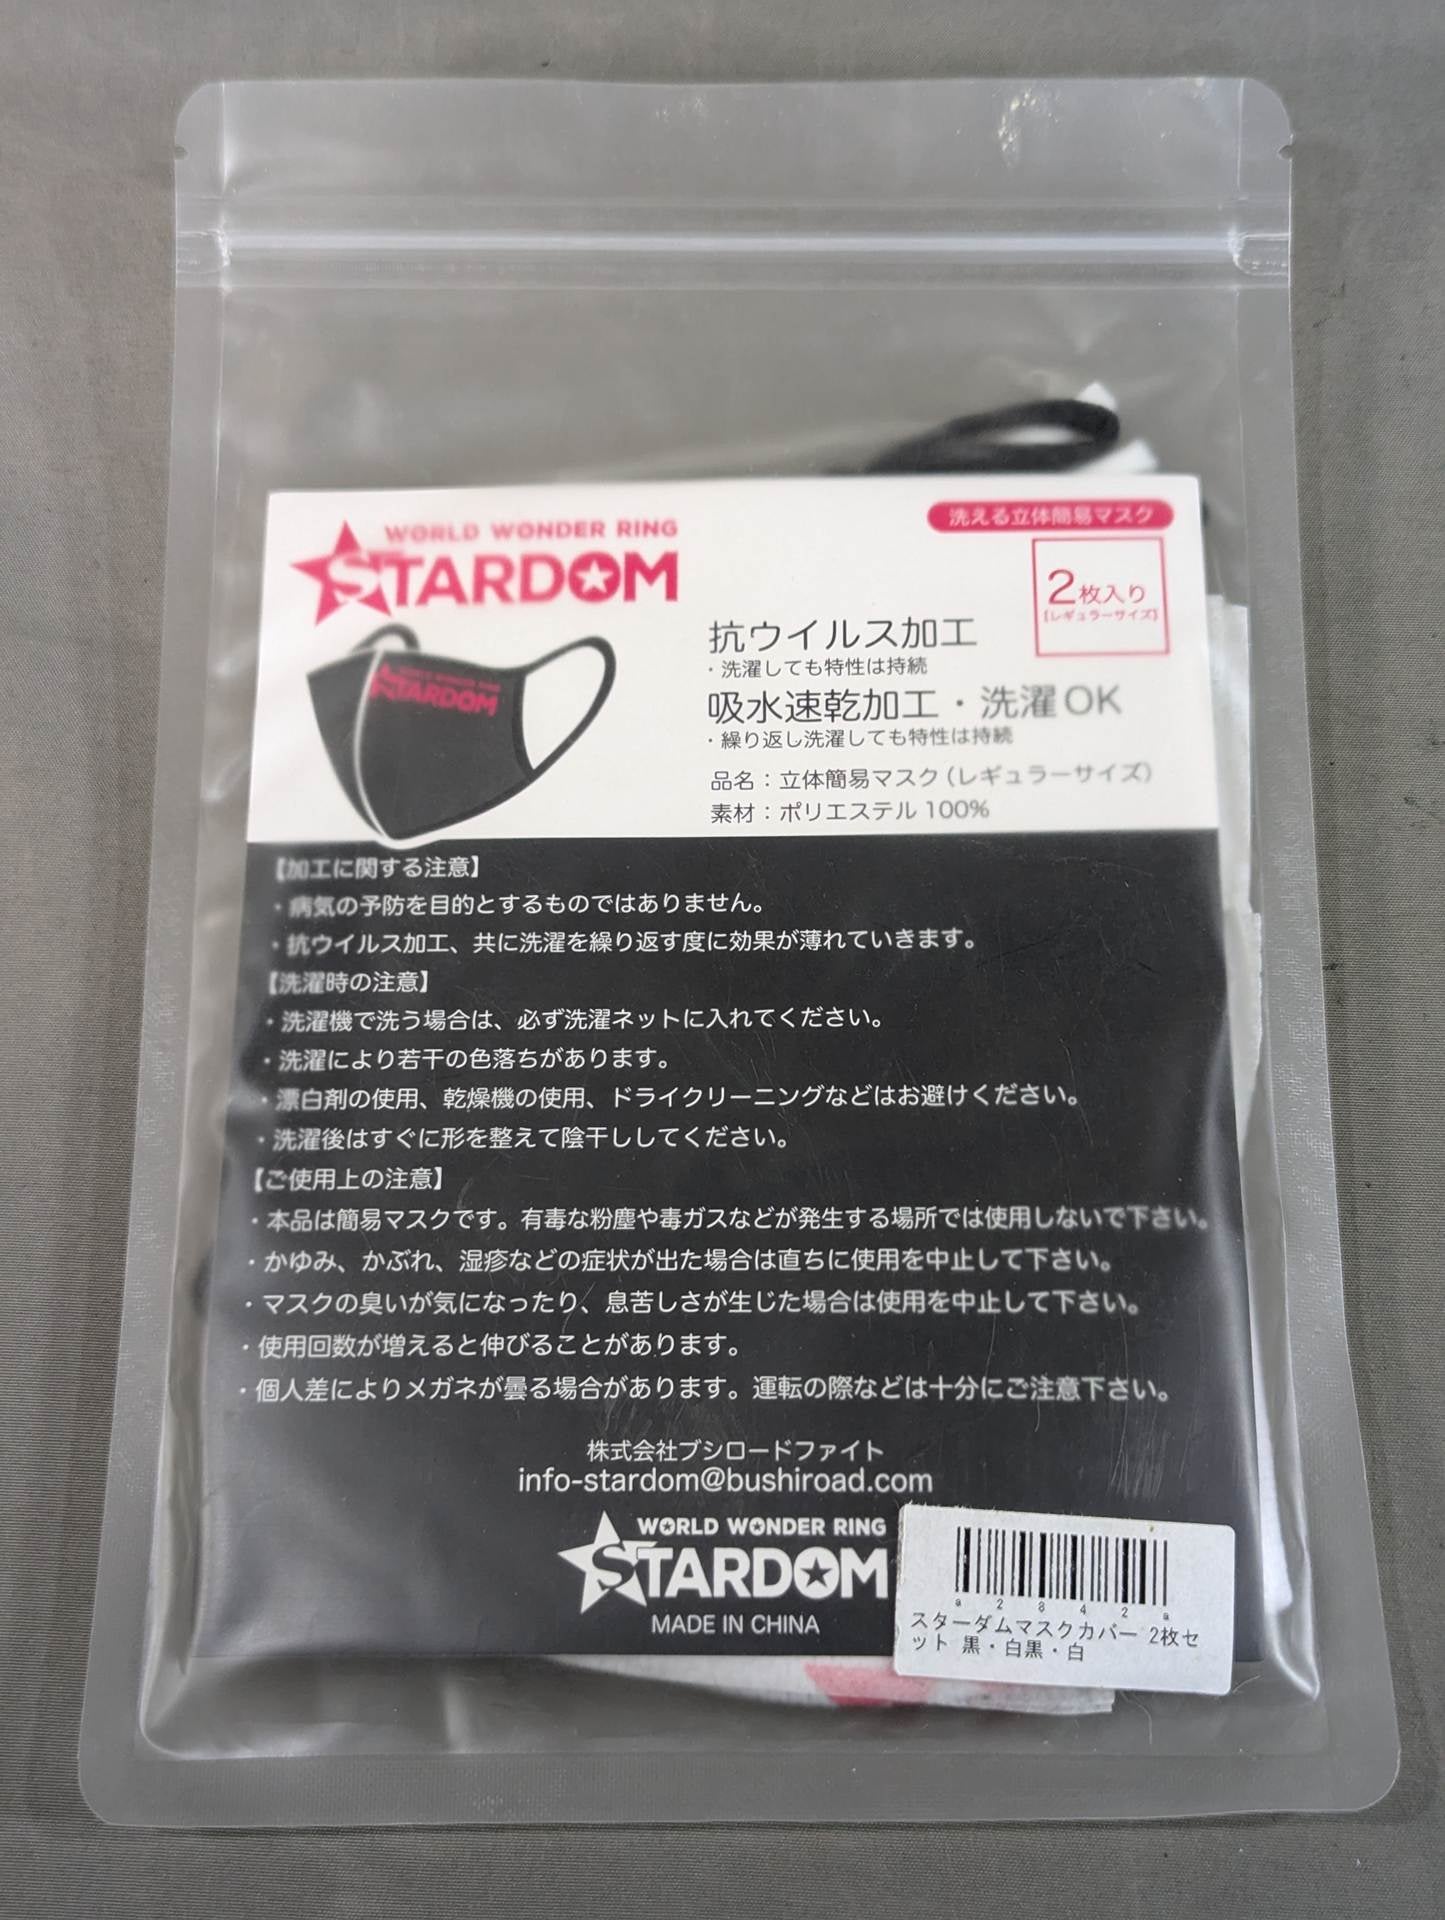 WORLD WONDER RING
STARDOM
洗える立体簡易マスク
2枚入り
【レギュラーサイズ】
WORLD WONDER RING
STARDOM
抗ウイルス加工
・洗濯しても特性は持続
吸水速乾加工・洗濯OK
・繰り返し洗濯しても特性は持続
品名：立体簡易マスク（レギュラーサイズ）
素材：ポリエステル 100%
【加工に関する注意】
・病気の予防を目的とするものではありません。
・抗ウイルス加工、共に洗濯を繰り返す度に効果が薄れていきます。
【洗濯時の注意】
・洗濯機で洗う場合は、必ず洗濯ネットに入れてください。
・洗濯により若干の色落ちがあります。
・漂白剤の使用、乾燥機の使用、ドライクリーニングなどはお避けください。
・洗濯後はすぐに形を整えて陰干ししてください。
【ご使用上の注意】
・本品は簡易マスクです。有毒な粉塵や毒ガスなどが発生する場所では使用しないで下さい。
・かゆみ、かぶれ、湿疹などの症状が出た場合は直ちに使用を中止して下さい。
・マスクの臭いが気になったり、息苦しさが生じた場合は使用を中止して下さい。
・使用回数が増えると伸びることがあります。
・個人差によりメガネが曇る場合があります。運転の際などは十分にご注意下さい。
株式会社ブシロードファイト
info-stardom@bushiroad.com
WORLD WONDER RING
STARDOM
MADE IN CHINA
a 2 8 4 2 a
スターダムマスクカバー 2枚セ
ット 黒・白黒・白